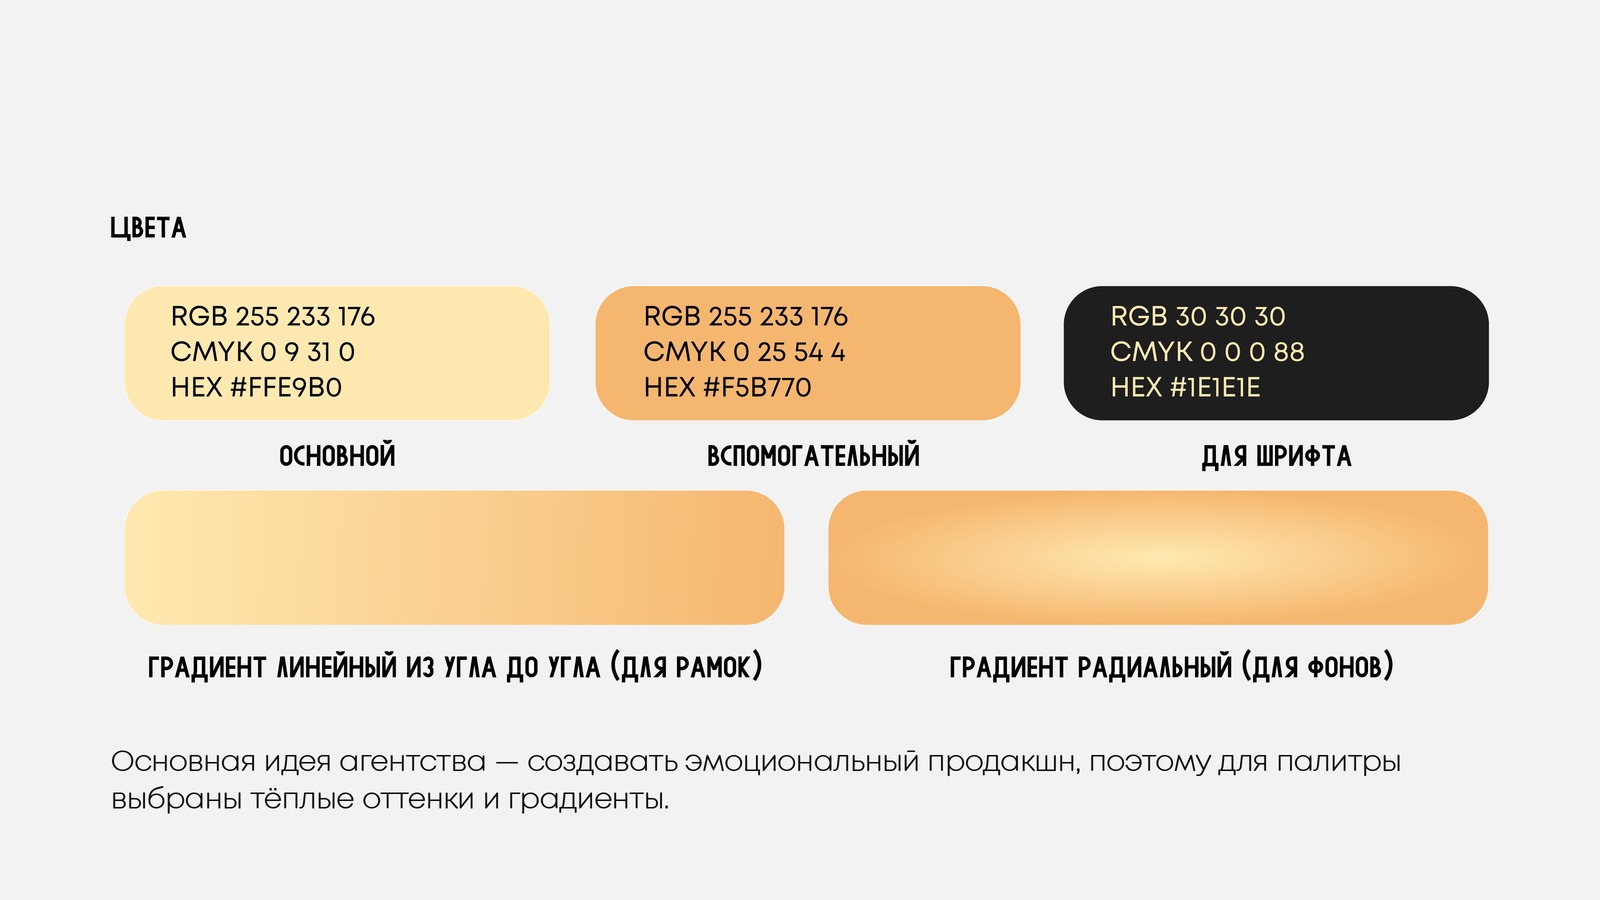 ЦВЕТА
RGB 255 233 176
CMYK 0 9 31 0
HEX #FFE9B0
RGB 255 233 176
CMYK 0 25 54 4
HEX #F5B770
RGB 30 30 30
CMYK 0 0 0 88
HEX #1E1E1E
ОСНОВНОЙ
ВСПОМОГАТЕЛЬНЫЙ
ДЛЯ ШРИФТА
ГРАДИЕНТ ЛИНЕЙНЫЙ ИЗ УГЛА ДО УГЛА (ДЛЯ РАМОК)
ГРАДИЕНТ РАДИАЛЬНЫЙ (ДЛЯ ФОНОВ)
Основная идея агентства — создавать эмоциональный продакшн, поэтому для палитры
выбраны тёплые оттенки и градиенты.